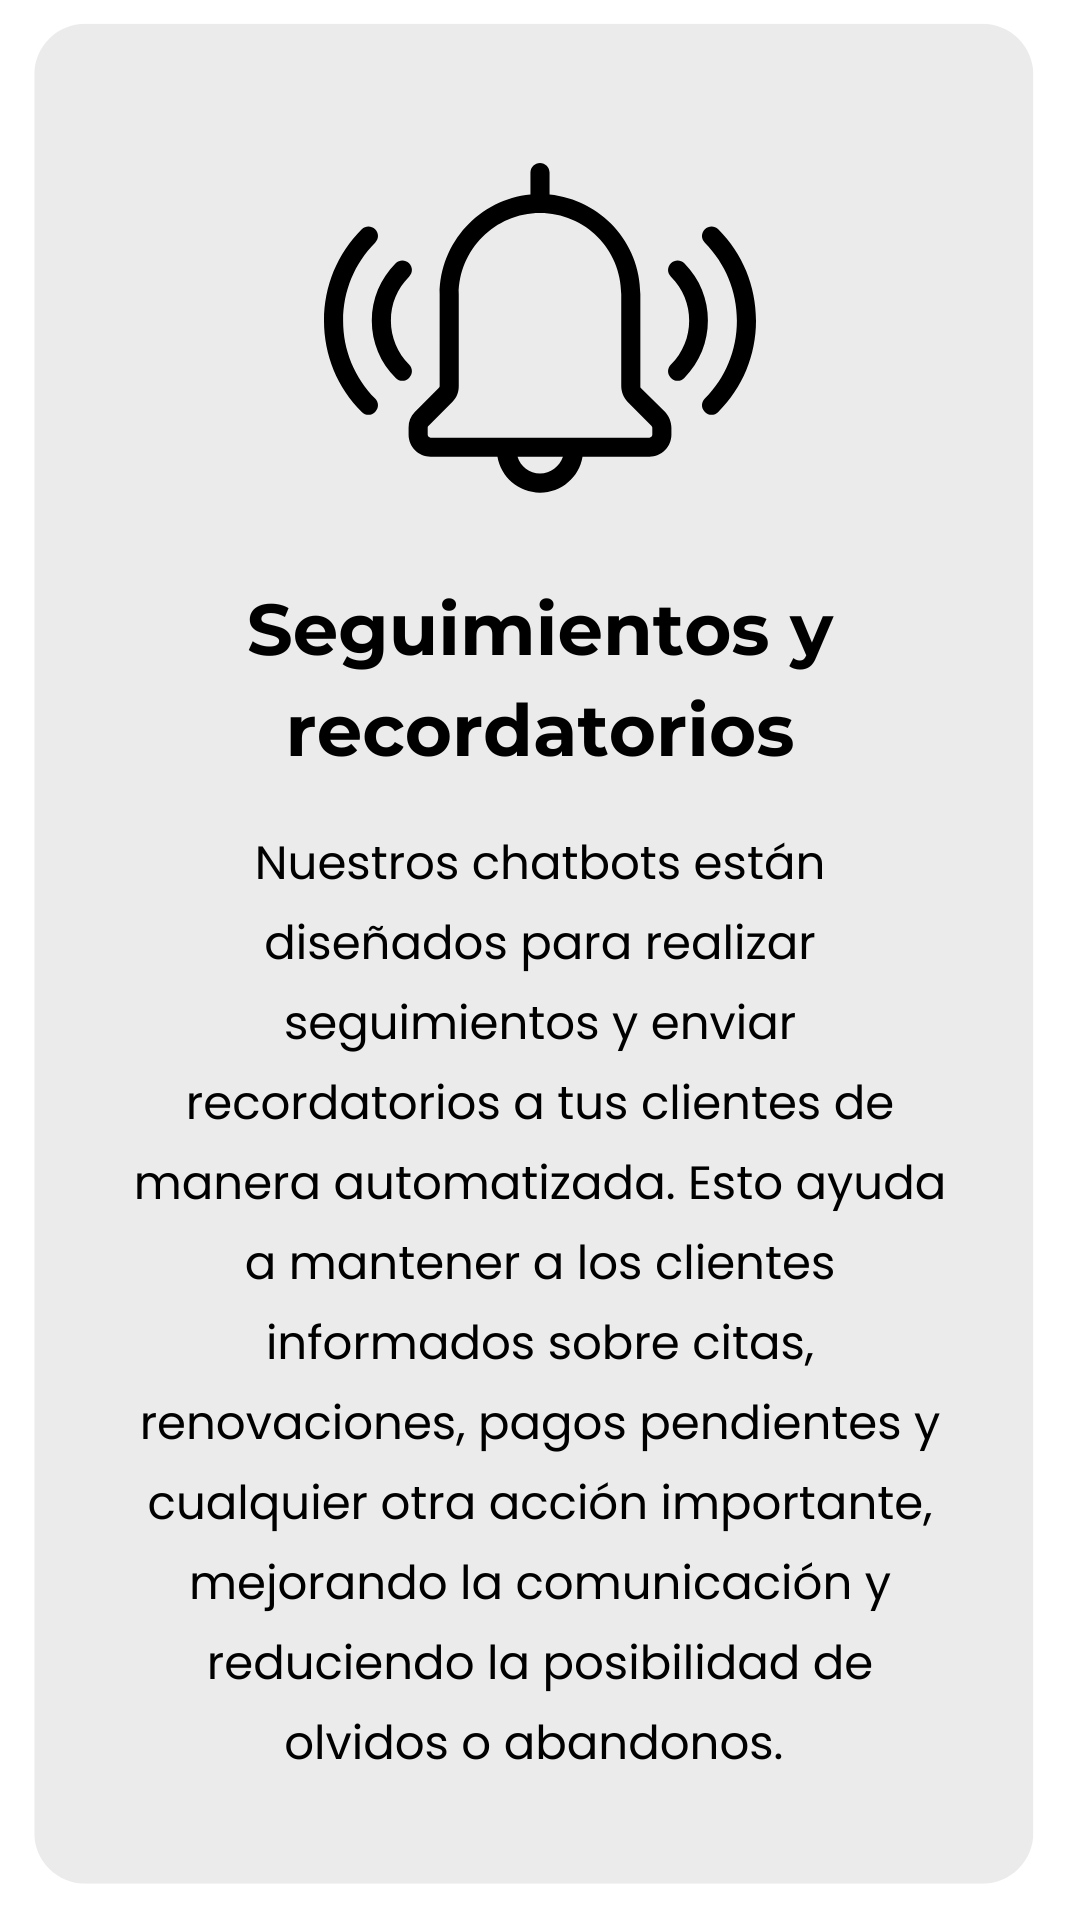 Seguimientos y
recordatorios
Nuestros chatbots están
diseñados para realizar
seguimientos y enviar
recordatorios a tus clientes de
manera automatizada. Esto ayuda
a mantener a los clientes
informados sobre citas,
renovaciones, pagos pendientes y
cualquier otra acción importante,
mejorando la comunicación y
reduciendo la posibilidad de
olvidos o abandonos.